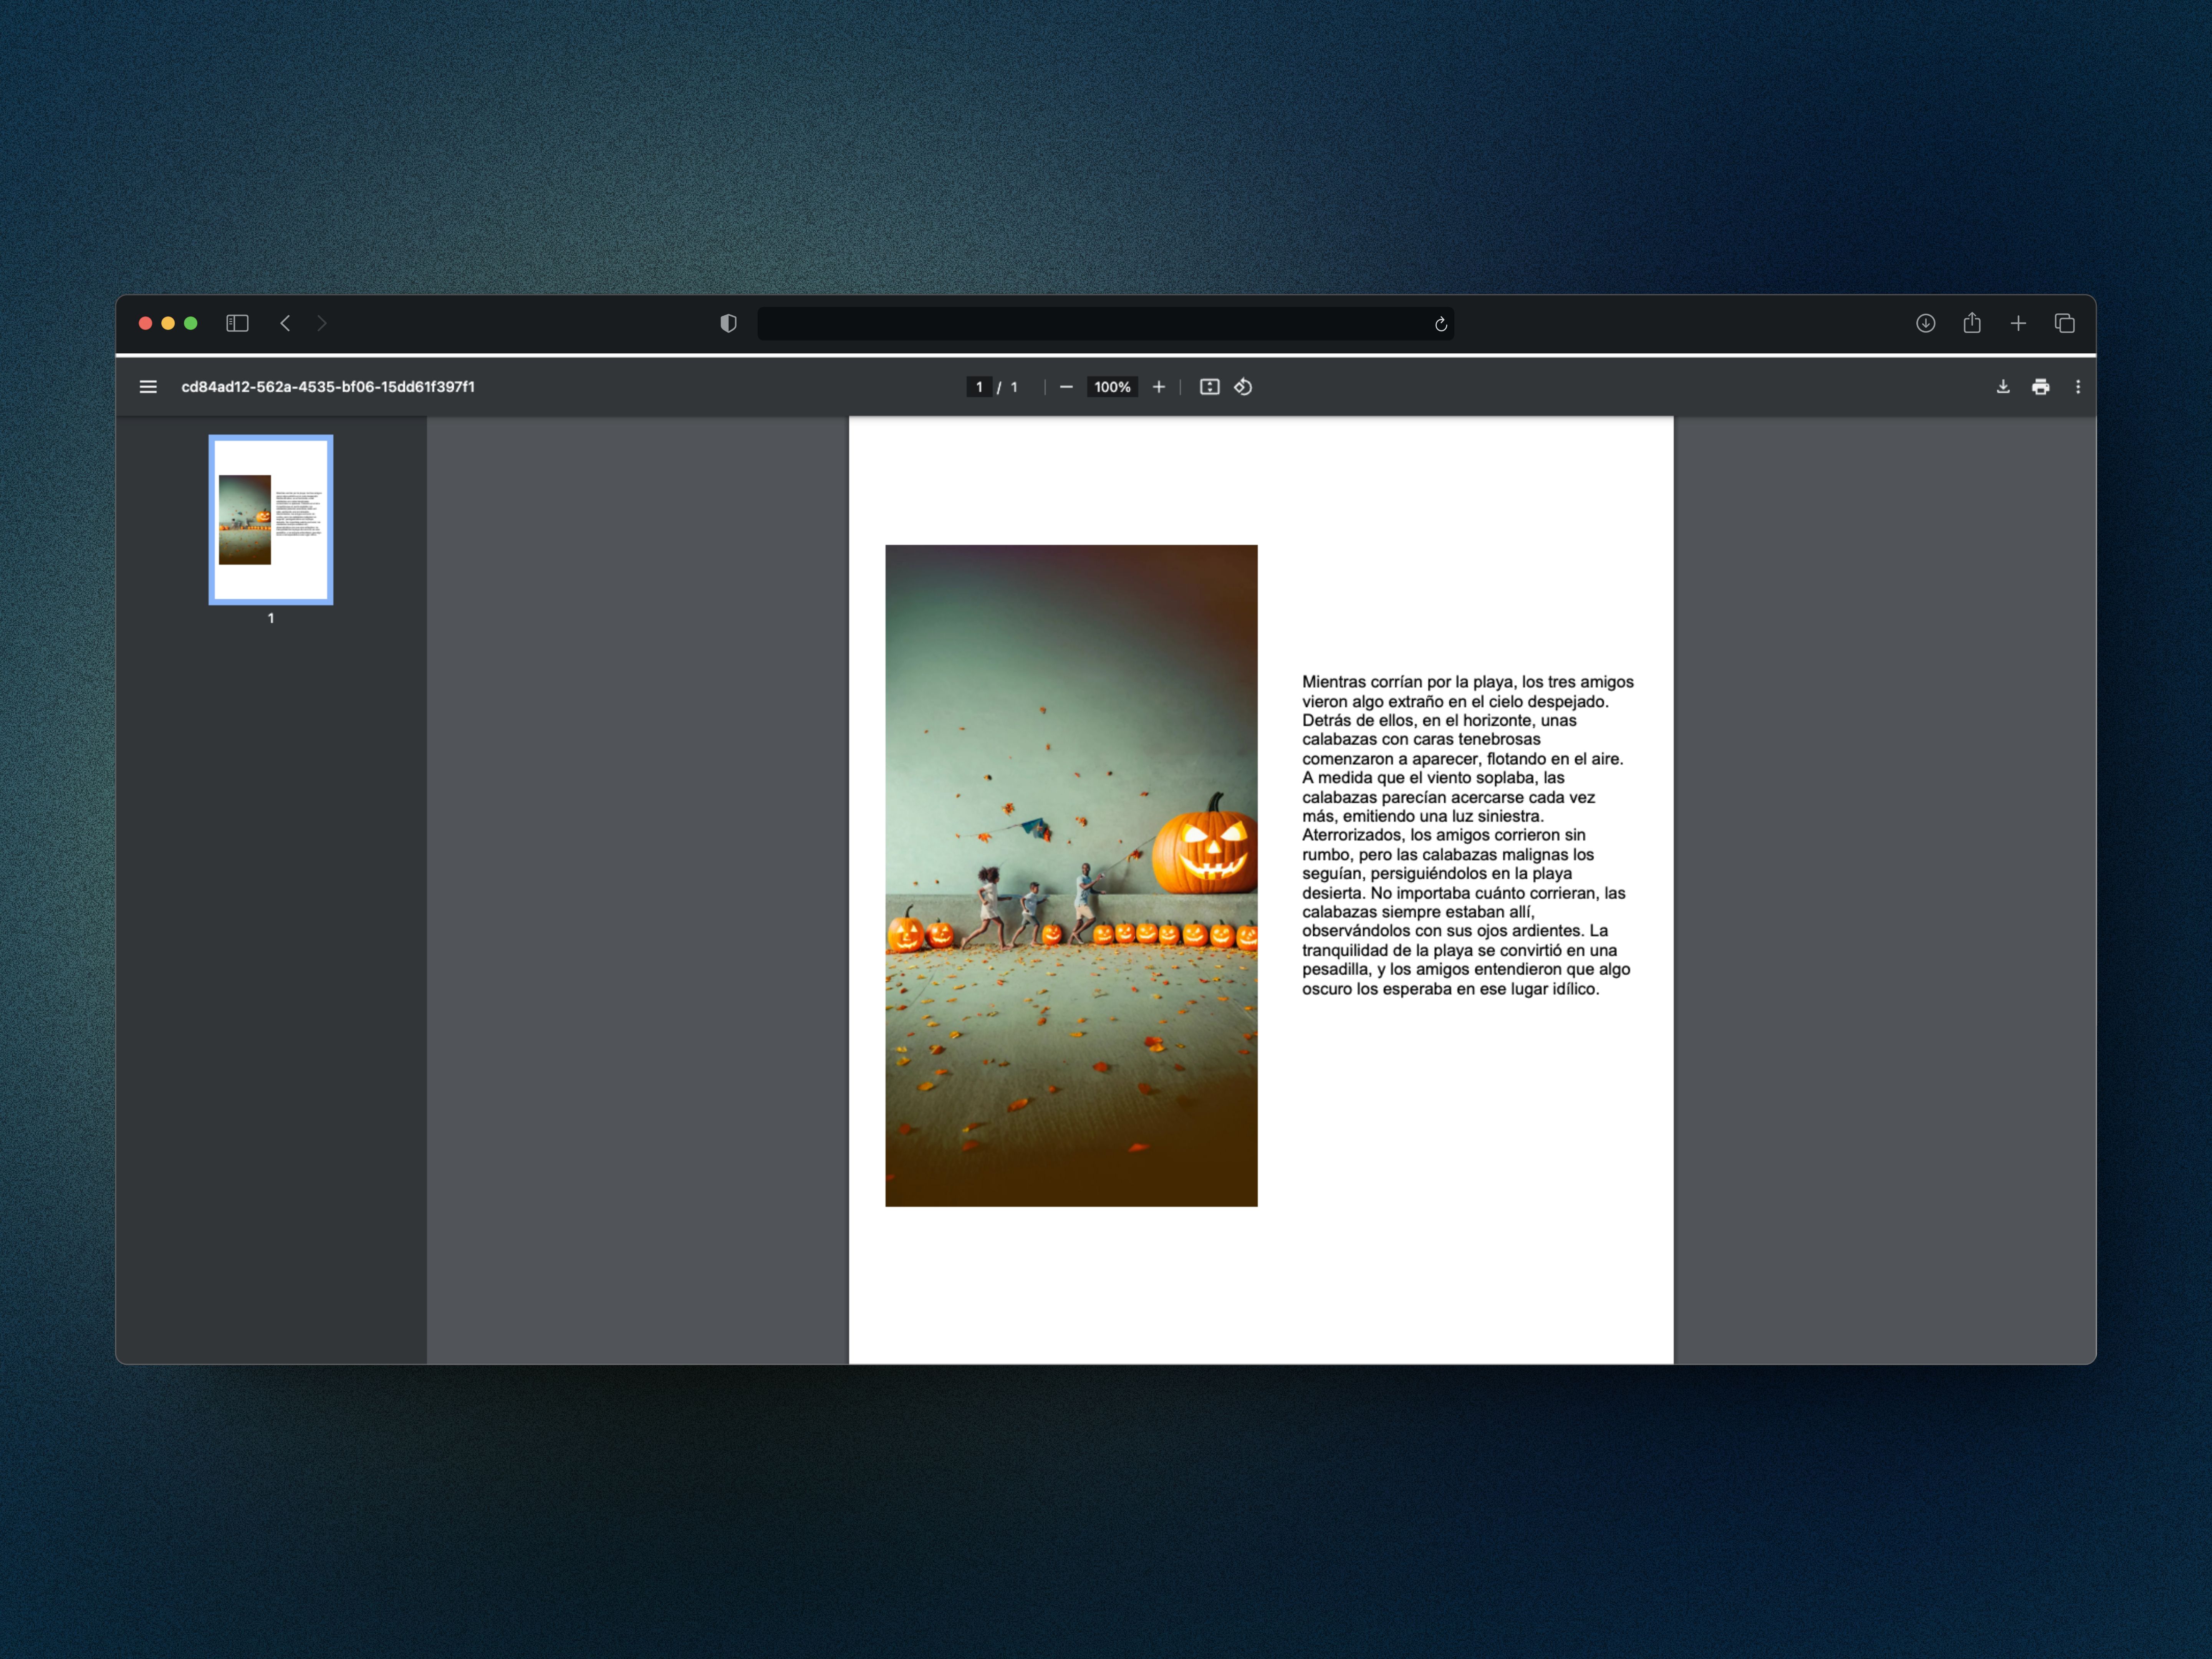 cd84ad12-562a-4535-bf06-15dd61f397f1
1 / 1
100%
1
Mientras corrían por la playa, los tres amigos
vieron algo extraño en el cielo despejado.
Detrás de ellos, en el horizonte, unas
calabazas con caras tenebrosas
comenzaron a aparecer, flotando en el aire.
A medida que el viento soplaba, las
calabazas parecían acercarse cada vez
más, emitiendo una luz siniestra.
Aterrorizados, los amigos corrieron sin
rumbo, pero las calabazas malignas los
seguían, persiguiéndolos en la playa
desierta. No importaba cuánto corrieran, las
calabazas siempre estaban allí,
observándolos con sus ojos ardientes. La
tranquilidad de la playa se convirtió en una
pesadilla, y los amigos entendieron que algo
oscuro los esperaba en ese lugar idílico.